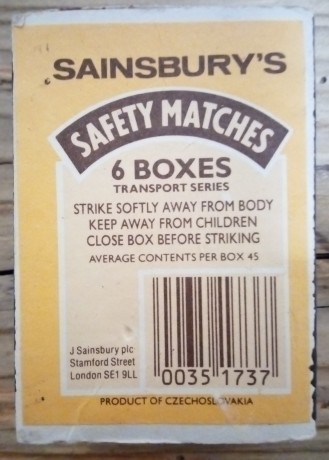 SAINSBURY'S
SAFETY MATCHES
6 BOXES
TRANSPORT SERIES
STRIKE SOFTLY AWAY FROM BODY
KEEP AWAY FROM CHILDREN
CLOSE BOX BEFORE STRIKING
AVERAGE CONTENTS PER BOX 45
J Sainsbury plc
Stamford Street
London SE1 9LL
0035 1737
PRODUCT OF CZECHOSLOVAKIA